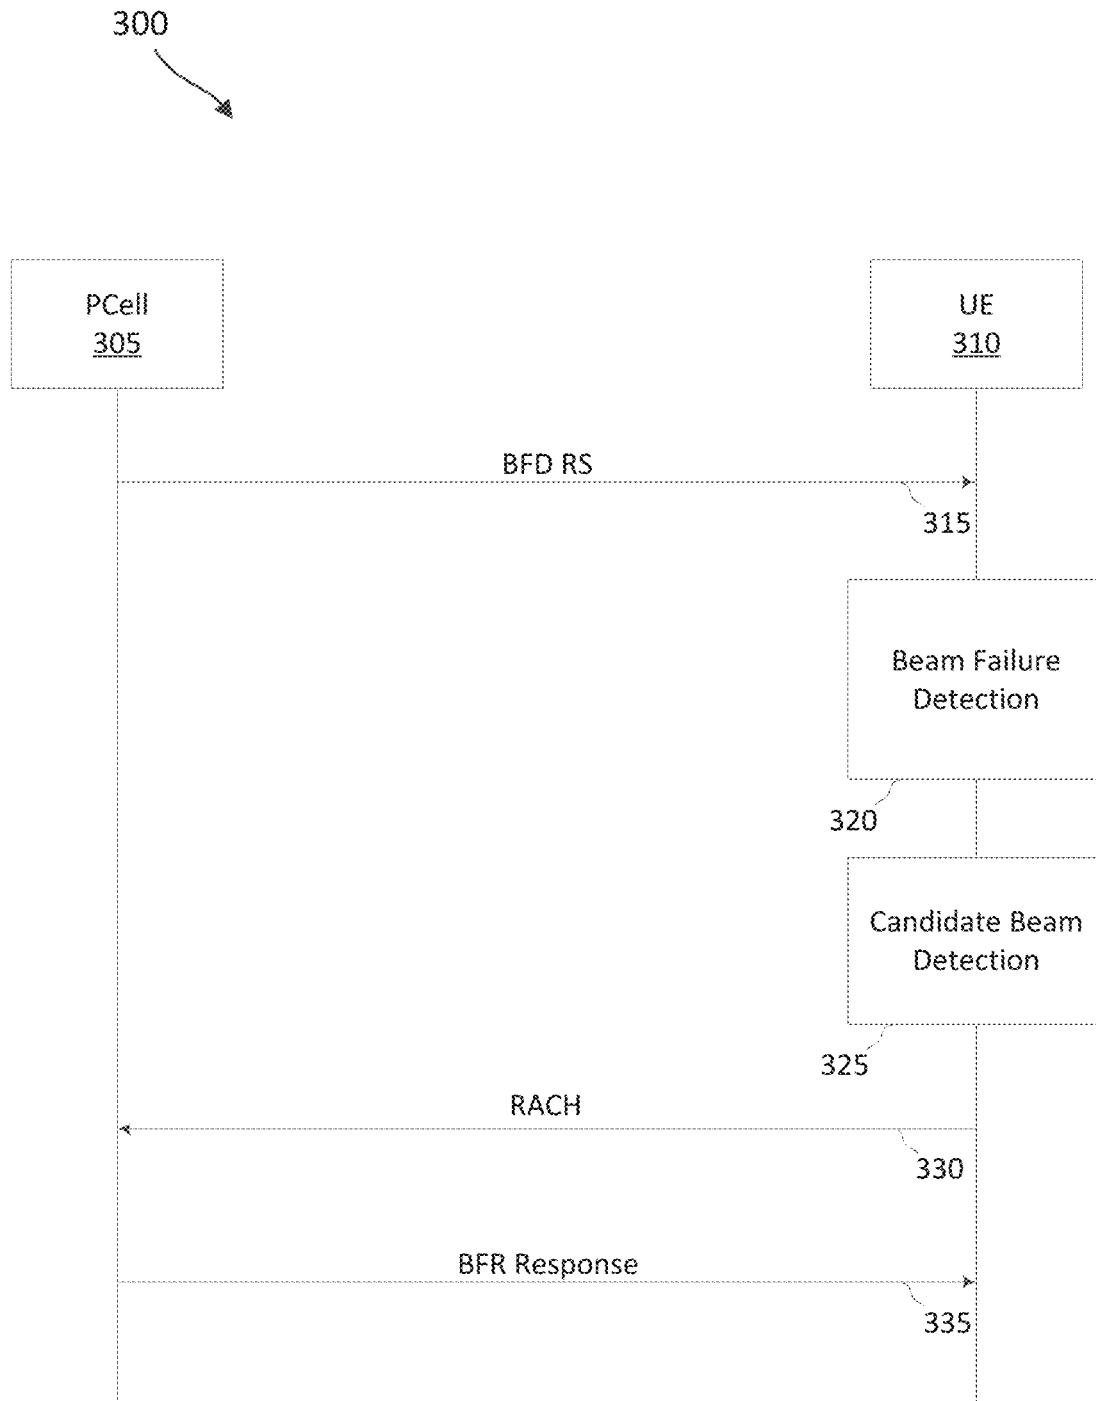 300
PCell
305
UE
310
BFD RS
315
Beam Failure
Detection
320
Candidate Beam
Detection
325
RACH
330
BFR Response
335